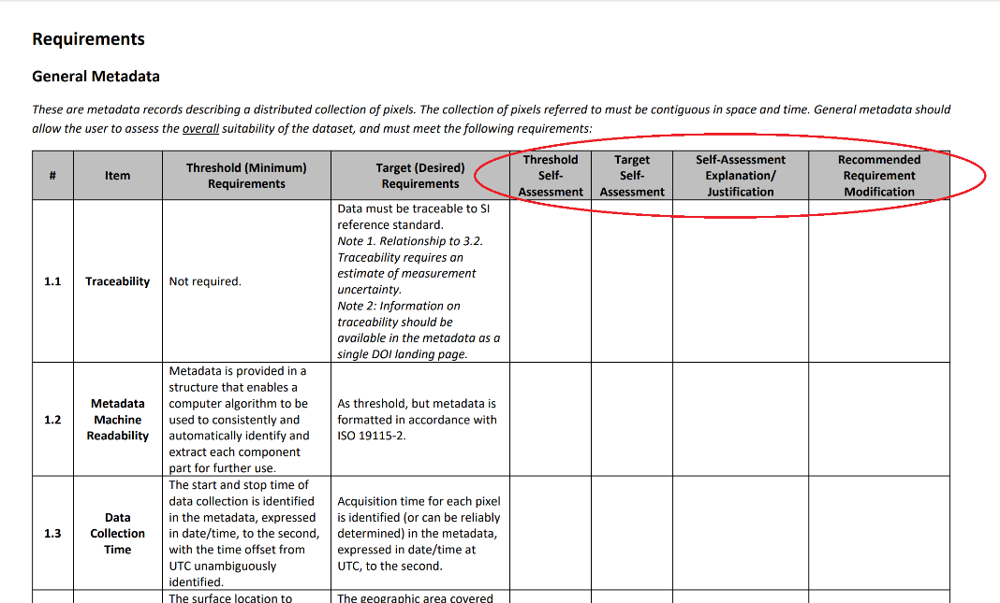 Requirements
General Metadata
These are metadata records describing a distributed collection of pixels. The collection of pixels referred to must be contiguous in space and time. General metadata should
allow the user to assess the overall suitability of the dataset, and must meet the following requirements:
#
Item
Threshold (Minimum)
Requirements
Target (Desired)
Requirements
Threshold
Self-
Assessment
Target
Self-
Assessment
Self-Assessment
Explanation/
Justification
Recommended
Requirement
Modification
1.1
Traceability
Not required.
Data must be traceable to SI
reference standard.
Note 1. Relationship to 3.2.
Traceability requires an
estimate of measurement
uncertainty.
Note 2: Information on
traceability should be
available in the metadata as a
single DOI landing page.
1.2
Metadata
Machine
Readability
Metadata is provided in a
structure that enables a
computer algorithm to be
used to consistently and
automatically identify and
extract each component
part for further use.
As threshold, but metadata is
formatted in accordance with
ISO 19115-2.
1.3
Data
Collection
Time
The start and stop time of
data collection is identified
in the metadata, expressed
in date/time, to the second,
with the time offset from
UTC unambiguously
identified.
Acquisition time for each pixel
is identified (or can be reliably
determined) in the metadata,
expressed in date/time at
UTC, to the second.
The surface location to
The geographic area covered